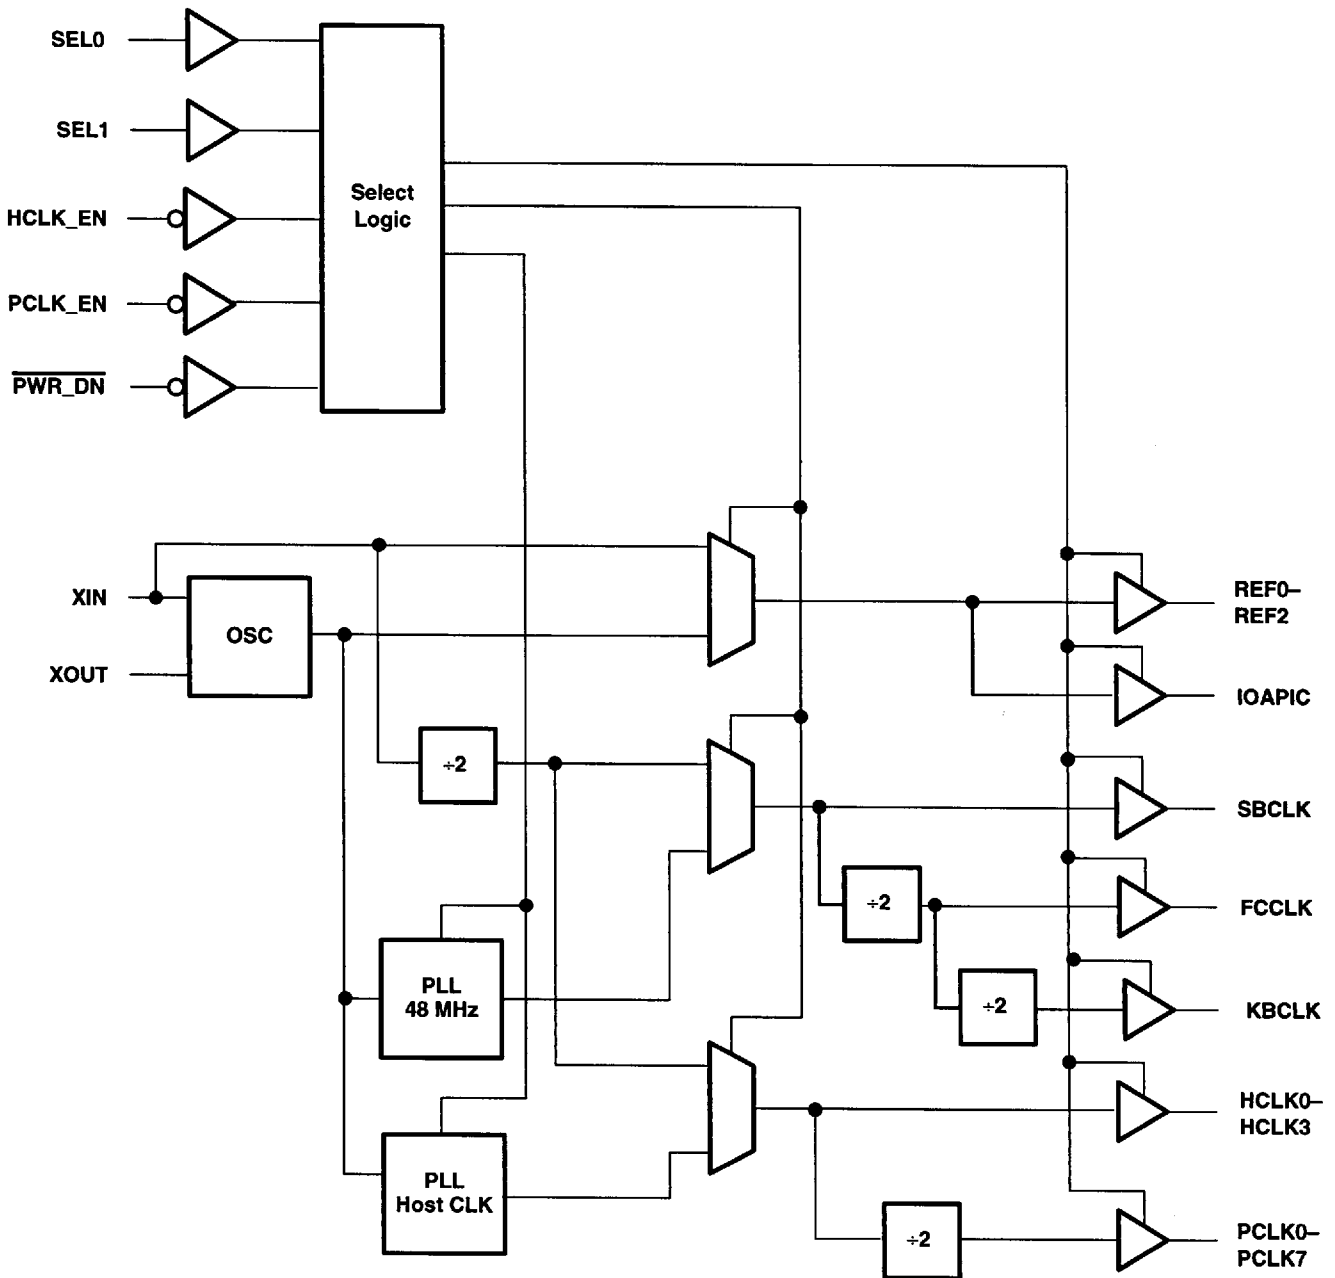 SEL0
SEL1
HCLK_EN
PCLK_EN
PWR_DN
Select
Logic
XIN
OSC
XOUT
REF0–
REF2
IOAPIC
÷2
SBCLK
÷2
FCCLK
PLL
48 MHz
÷2
KBCLK
HCLK0–
HCLK3
PLL
Host CLK
÷2
PCLK0–
PCLK7